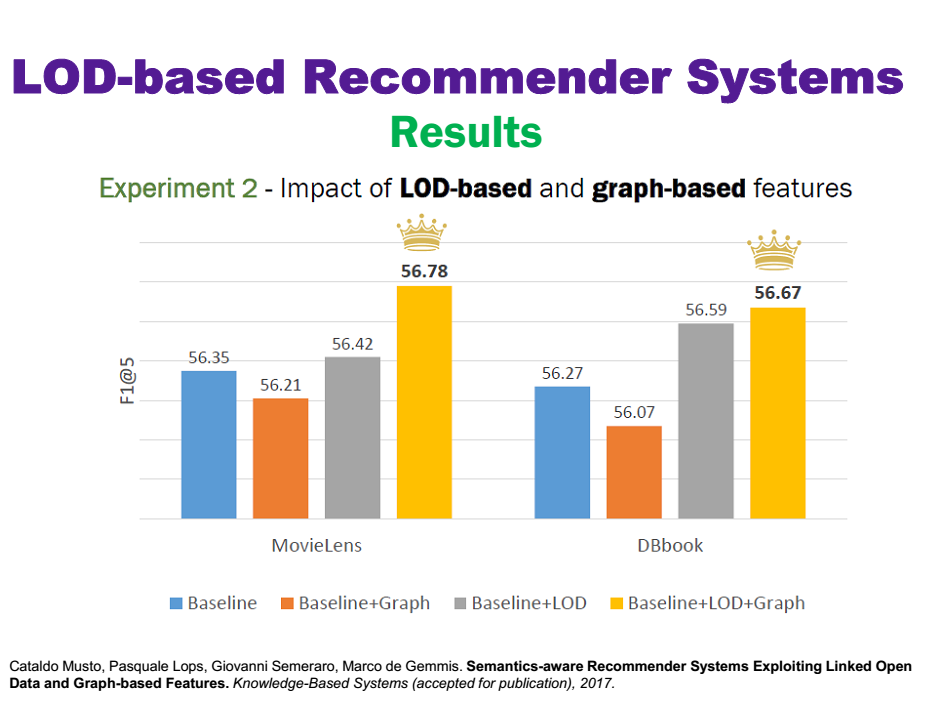 LOD-based Recommender Systems
Results
Experiment 2 - Impact of LOD-based and graph-based features
56.78
56.67
56.59
56.42
56.35
56.27
56.21
56.07
F1@5
MovieLens
DBbook
Baseline
Baseline+Graph
Baseline+LOD
Baseline+LOD+Graph
Cataldo Musto, Pasquale Lops, Giovanni Semeraro, Marco de Gemmis. Semantics-aware Recommender Systems Exploiting Linked Open
Data and Graph-based Features. Knowledge-Based Systems (accepted for publication), 2017.